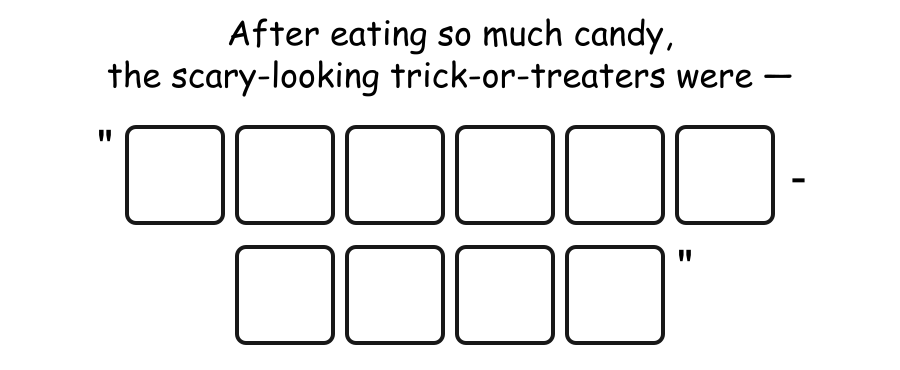 After eating so much candy,
the scary-looking trick-or-treaters were —
" -
"